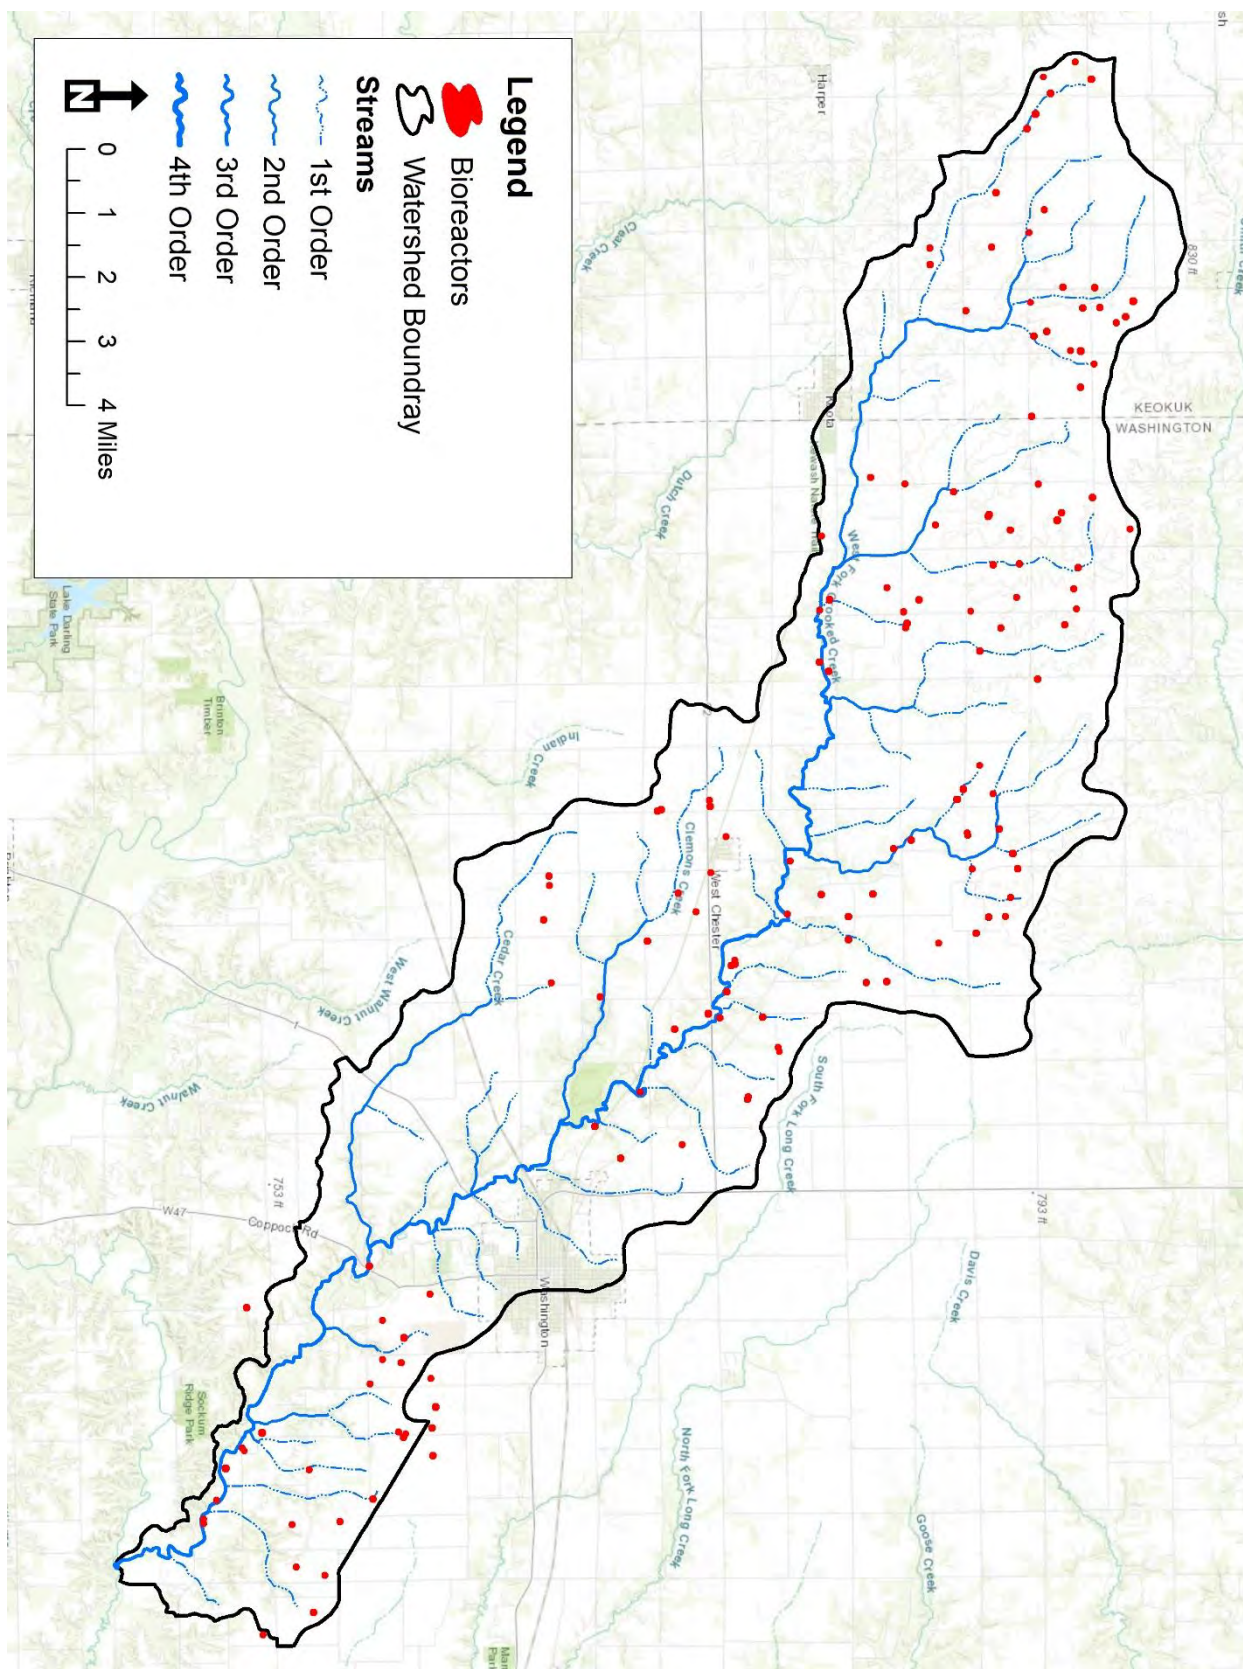 Legend
Bioreactors
Watershed Boundray
Streams
1st Order
2nd Order
3rd Order
4th Order
N
0 1 2 3 4 Miles
Harper
Clear Creek
830 ft
KEOKUK
WASHINGTON
Dutch Creek
West Fork Crooked Creek
Lake Darling
State Park
Brinton
Timber
Indian Creek
Clemons Creek
West Chester
Cedar Creek
West Walnut Creek
Walnut Creek
1
South Fork Long Creek
753 ft
793 ft
W47
Coppock Rd
Washington
Davis Creek
Sockum
Ridge Park
North Fork Long Creek
Goose Creek